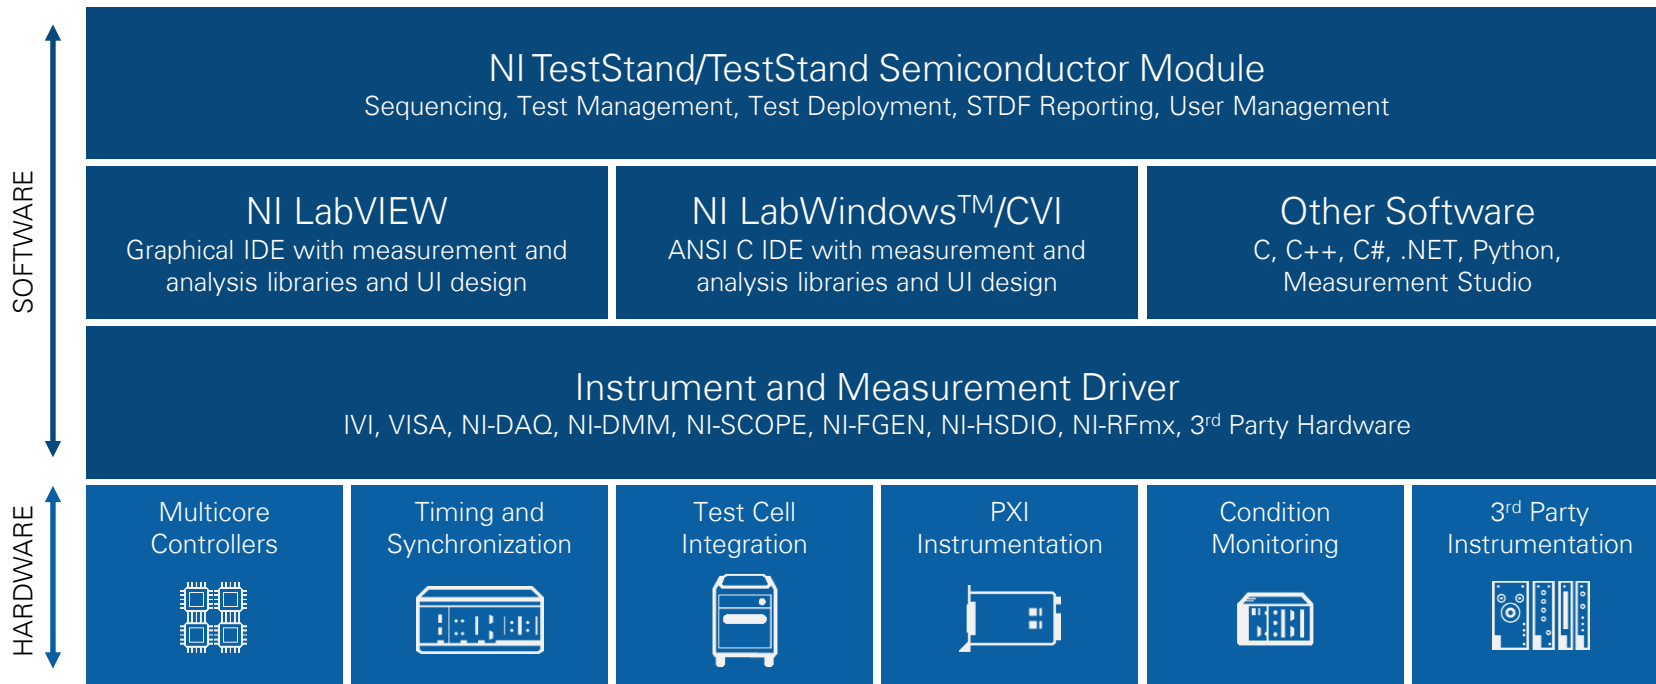 SOFTWARE
NI TestStand/TestStand Semiconductor Module
Sequencing, Test Management, Test Deployment, STDF Reporting, User Management
NI LabVIEW
Graphical IDE with measurement and
analysis libraries and UI design
NI LabWindows™/CVI
ANSI C IDE with measurement and
analysis libraries and UI design
Other Software
C, C++, C#, .NET, Python,
Measurement Studio
Instrument and Measurement Driver
IVI, VISA, NI-DAQ, NI-DMM, NI-SCOPE, NI-FGEN, NI-HSDIO, NI-RFmx, 3rd Party Hardware
HARDWARE
Multicore
Controllers
Timing and
Synchronization
Test Cell
Integration
PXI
Instrumentation
Condition
Monitoring
3rd Party
Instrumentation